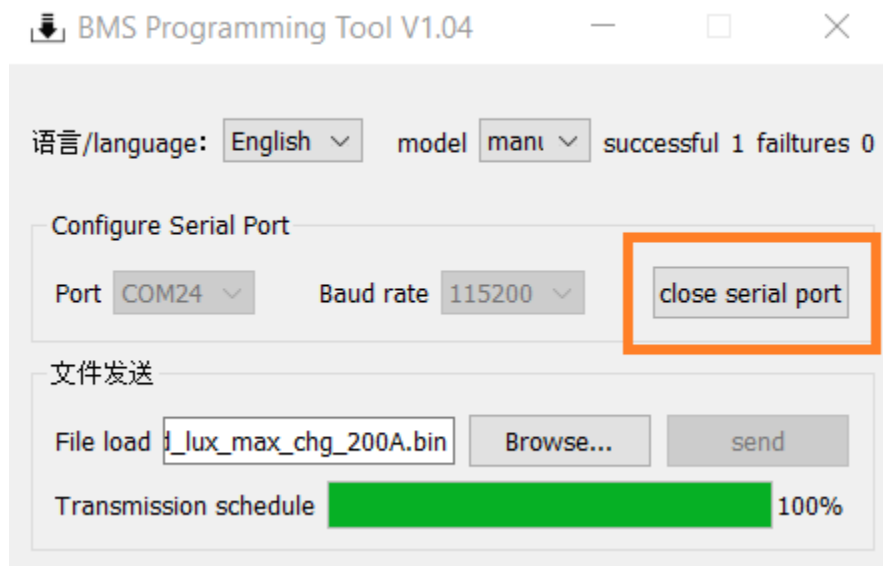 BMS Programming Tool V1.04
语言/language: English model manu successful 1 failtures 0
Configure Serial Port
Port COM24 Baud rate 115200 close serial port
文件发送
File load d_lux_max_chg_200A.bin Browse... send
Transmission schedule 100%